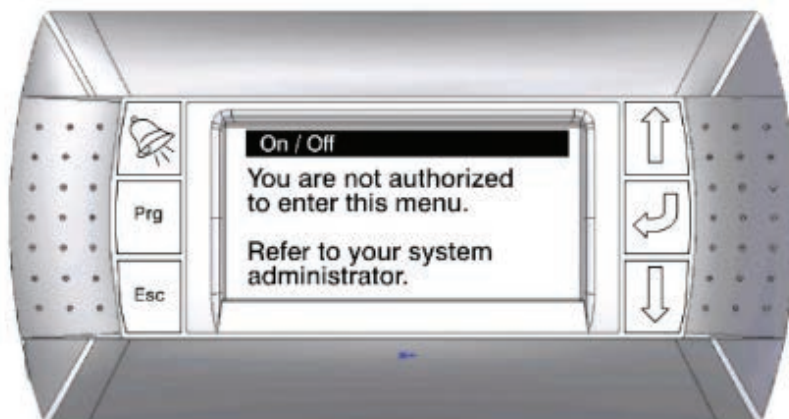 On / Off
You are not authorized
to enter this menu.
Refer to your system
administrator.
Prg
Esc